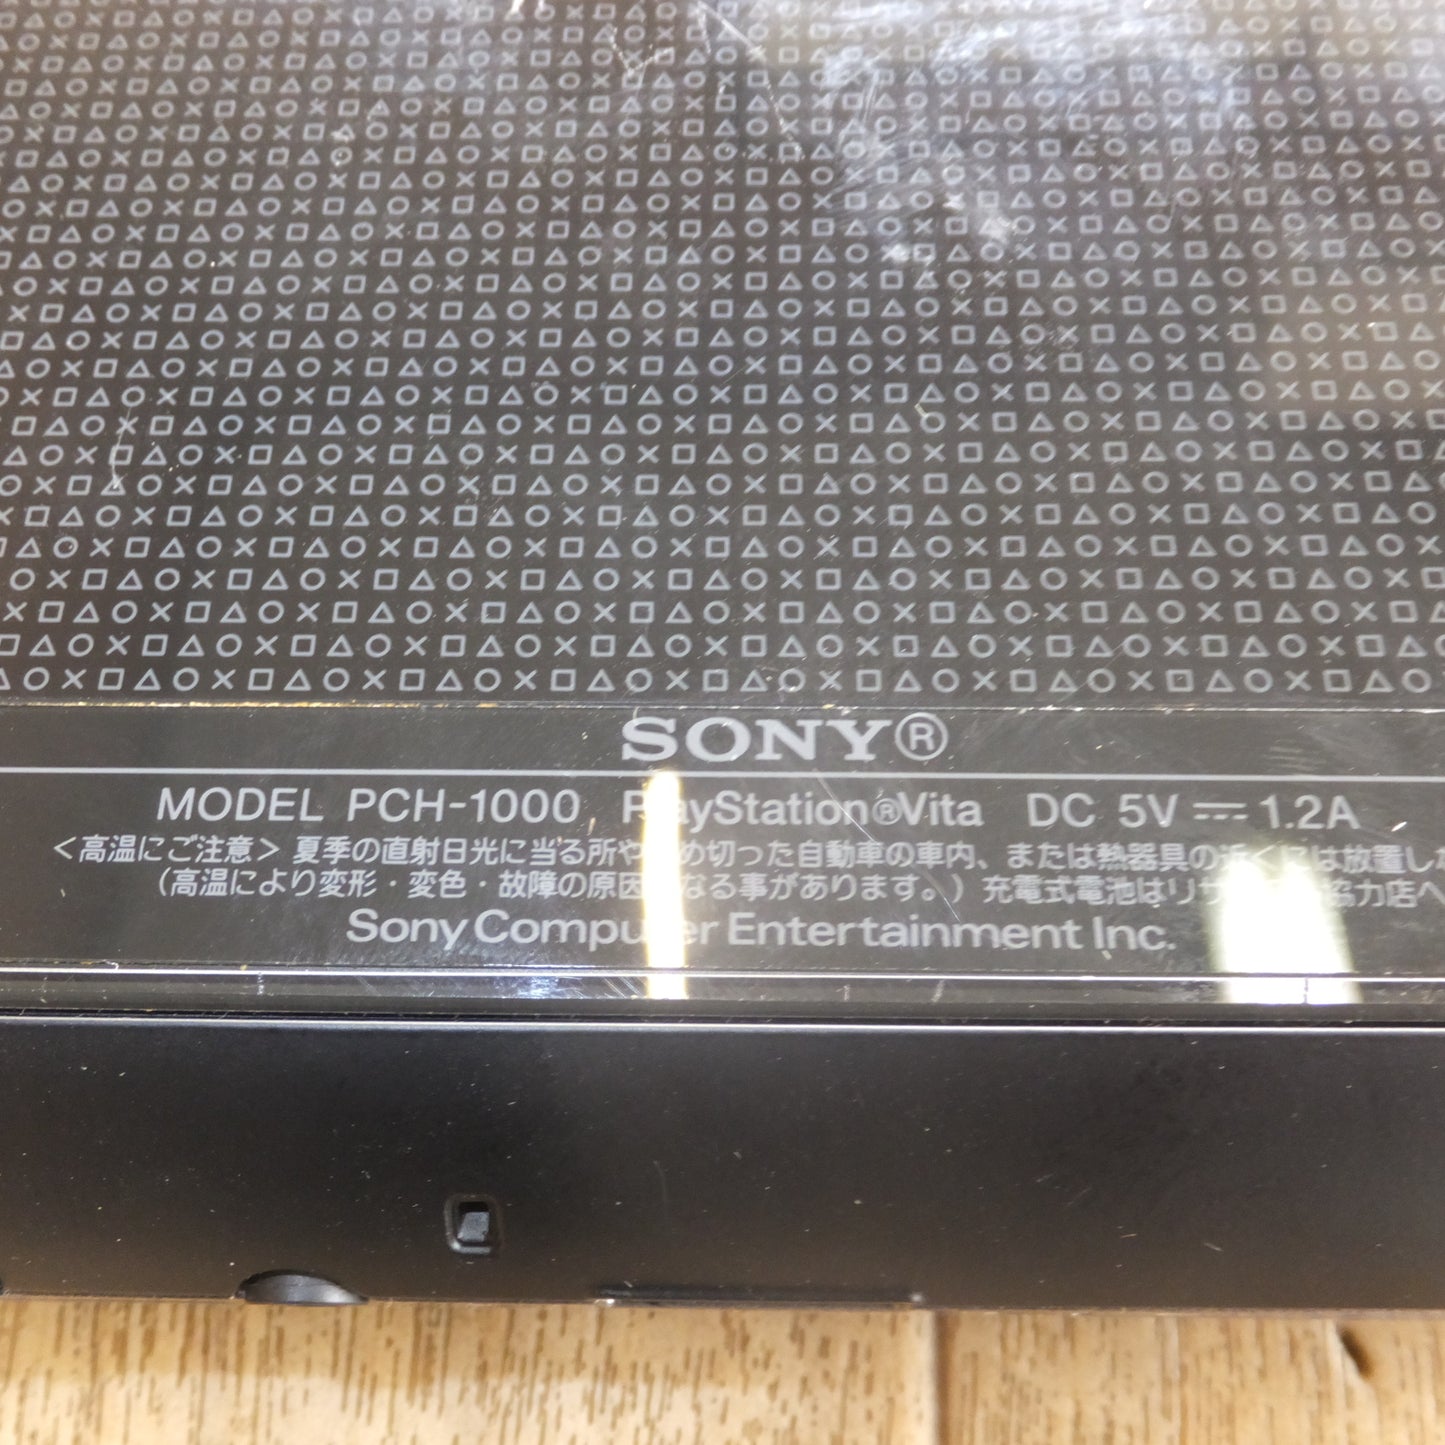 SONY®
MODEL PCH-1000 PlayStation®Vita DC 5V ⎓ 1.2A
<高温にご注意> 夏季の直射日光に当る所や め切った自動車の車内、または熱器具の近くには放置し
（高温により変形・変色・故障の原因 なる事があります。）充電式電池はリサ 協力店へ
Sony Computer Entertainment Inc.